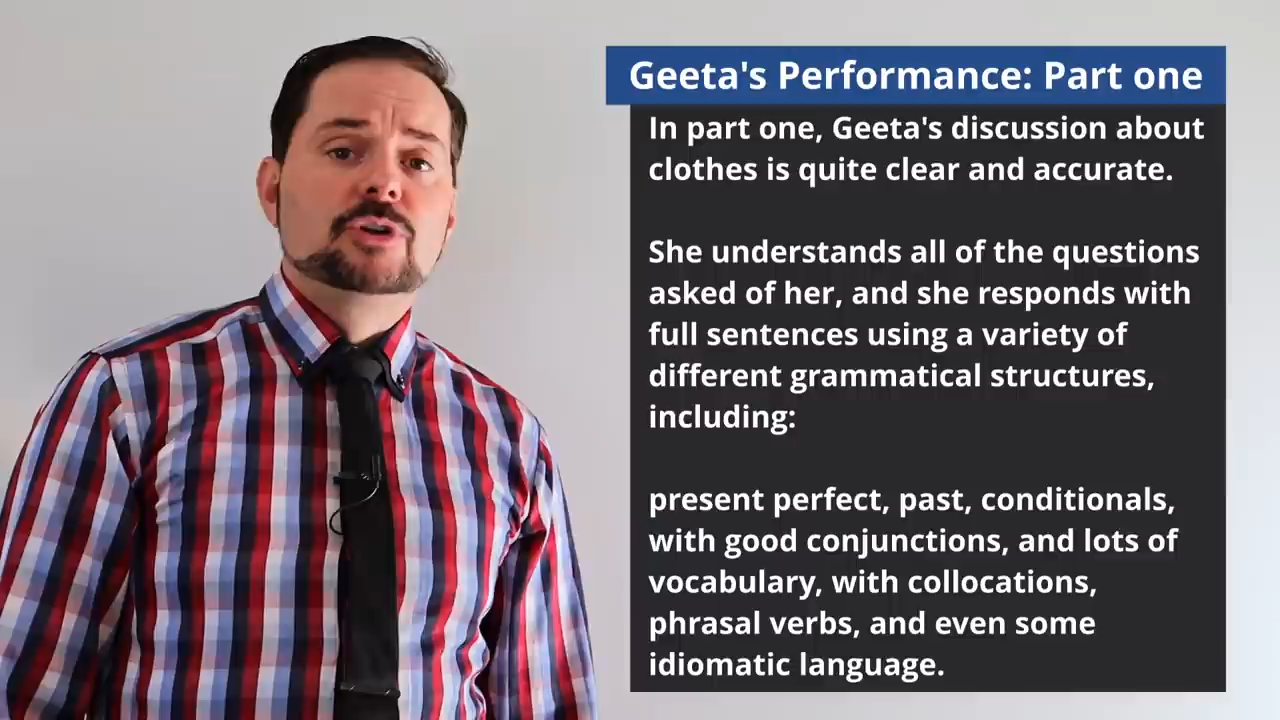 Geeta's Performance: Part one
In part one, Geeta's discussion about
clothes is quite clear and accurate.
She understands all of the questions
asked of her, and she responds with
full sentences using a variety of
different grammatical structures,
including:
present perfect, past, conditionals,
with good conjunctions, and lots of
vocabulary, with collocations,
phrasal verbs, and even some
idiomatic language.